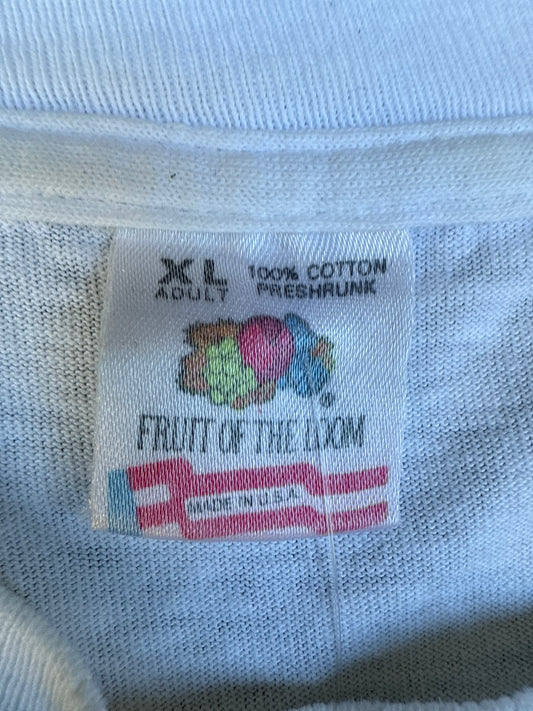 XL 100% COTTON
ADULT PRESHRUNK
®
FRUIT OF THE LOOM
MADE IN U.S.A.